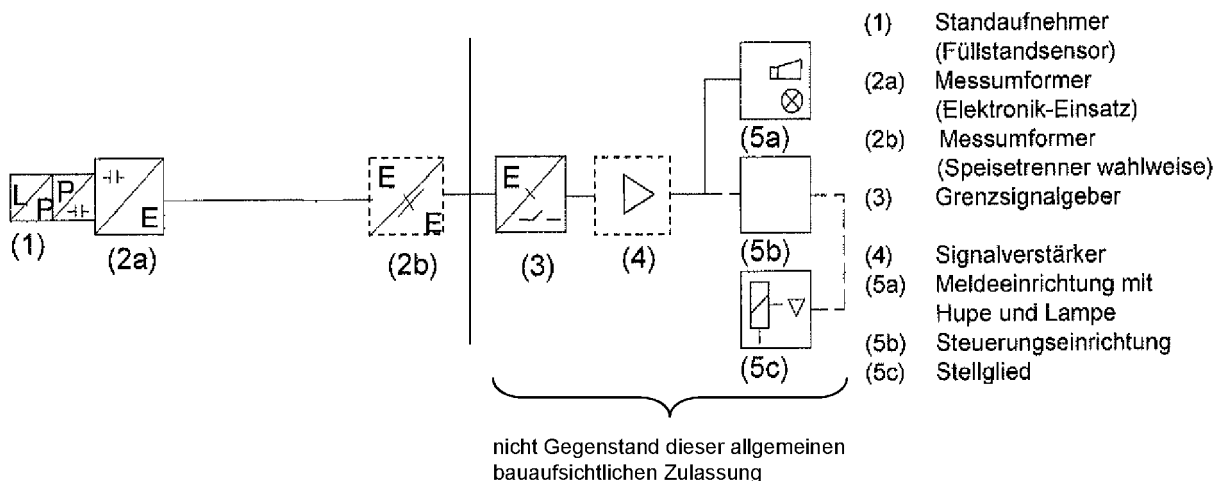 L P P E
(1)
(2a)
E E
(2b)
E
(3)
(4)
(5a)
(5b)
(5c)
(1) Standaufnehmer
(Füllstandsensor)
(2a) Messumformer
(Elektronik-Einsatz)
(2b) Messumformer
(Speisetrenner wahlweise)
(3) Grenzsignalgeber
(4) Signalverstärker
(5a) Meldeeinrichtung mit
Hupe und Lampe
(5b) Steuerungseinrichtung
(5c) Stellglied
nicht Gegenstand dieser allgemeinen
bauaufsichtlichen Zulassung